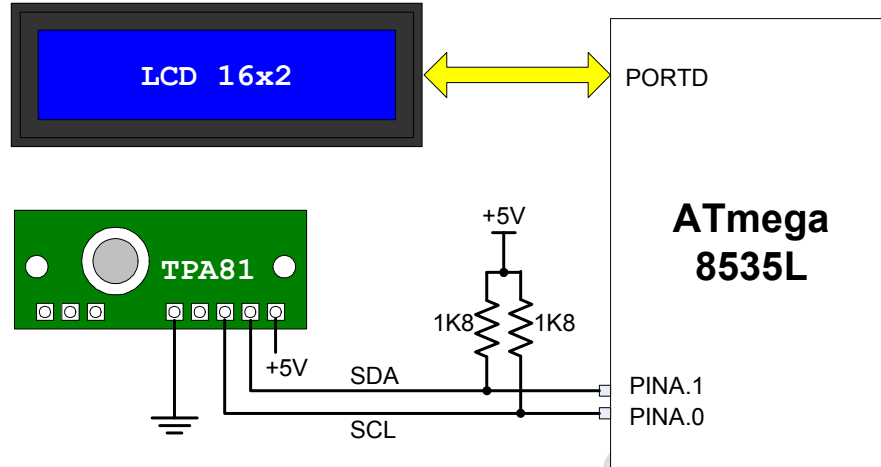 LCD 16x2
PORTD
ATmega
8535L
TPA81
+5V
1K8
1K8
+5V
SDA
SCL
PINA.1
PINA.0